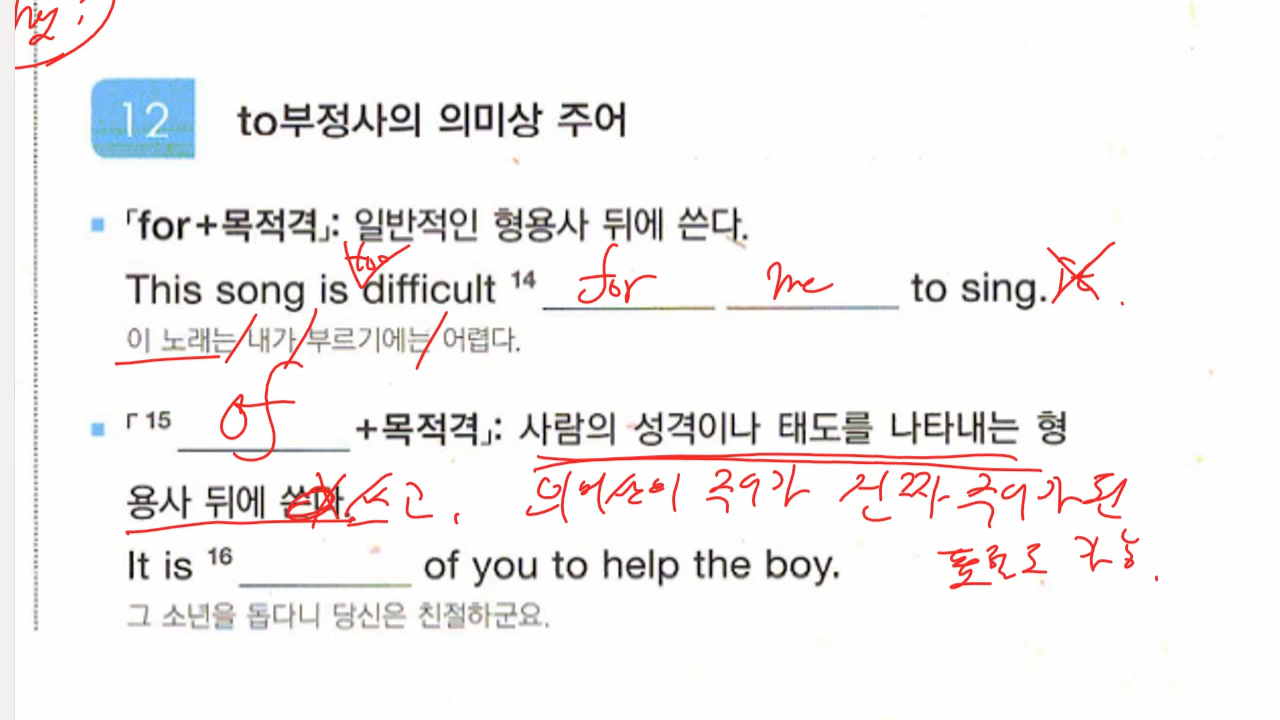 12 to부정사의 의미상 주어
「for+목적격」: 일반적인 형용사 뒤에 쓴다.
too
This song is difficult 14 for me to sing.
이 노래는/내가/부르기에는/어렵다.
「15 of +목적격」: 사람의 성격이나 태도를 나타내는 형
용사 뒤에 쓴다. 쓰고, 의미상의 주어가 진짜 주어가 된
가능.
It is 16 of you to help the boy.
그 소년을 돕다니 당신은 친절하군요.